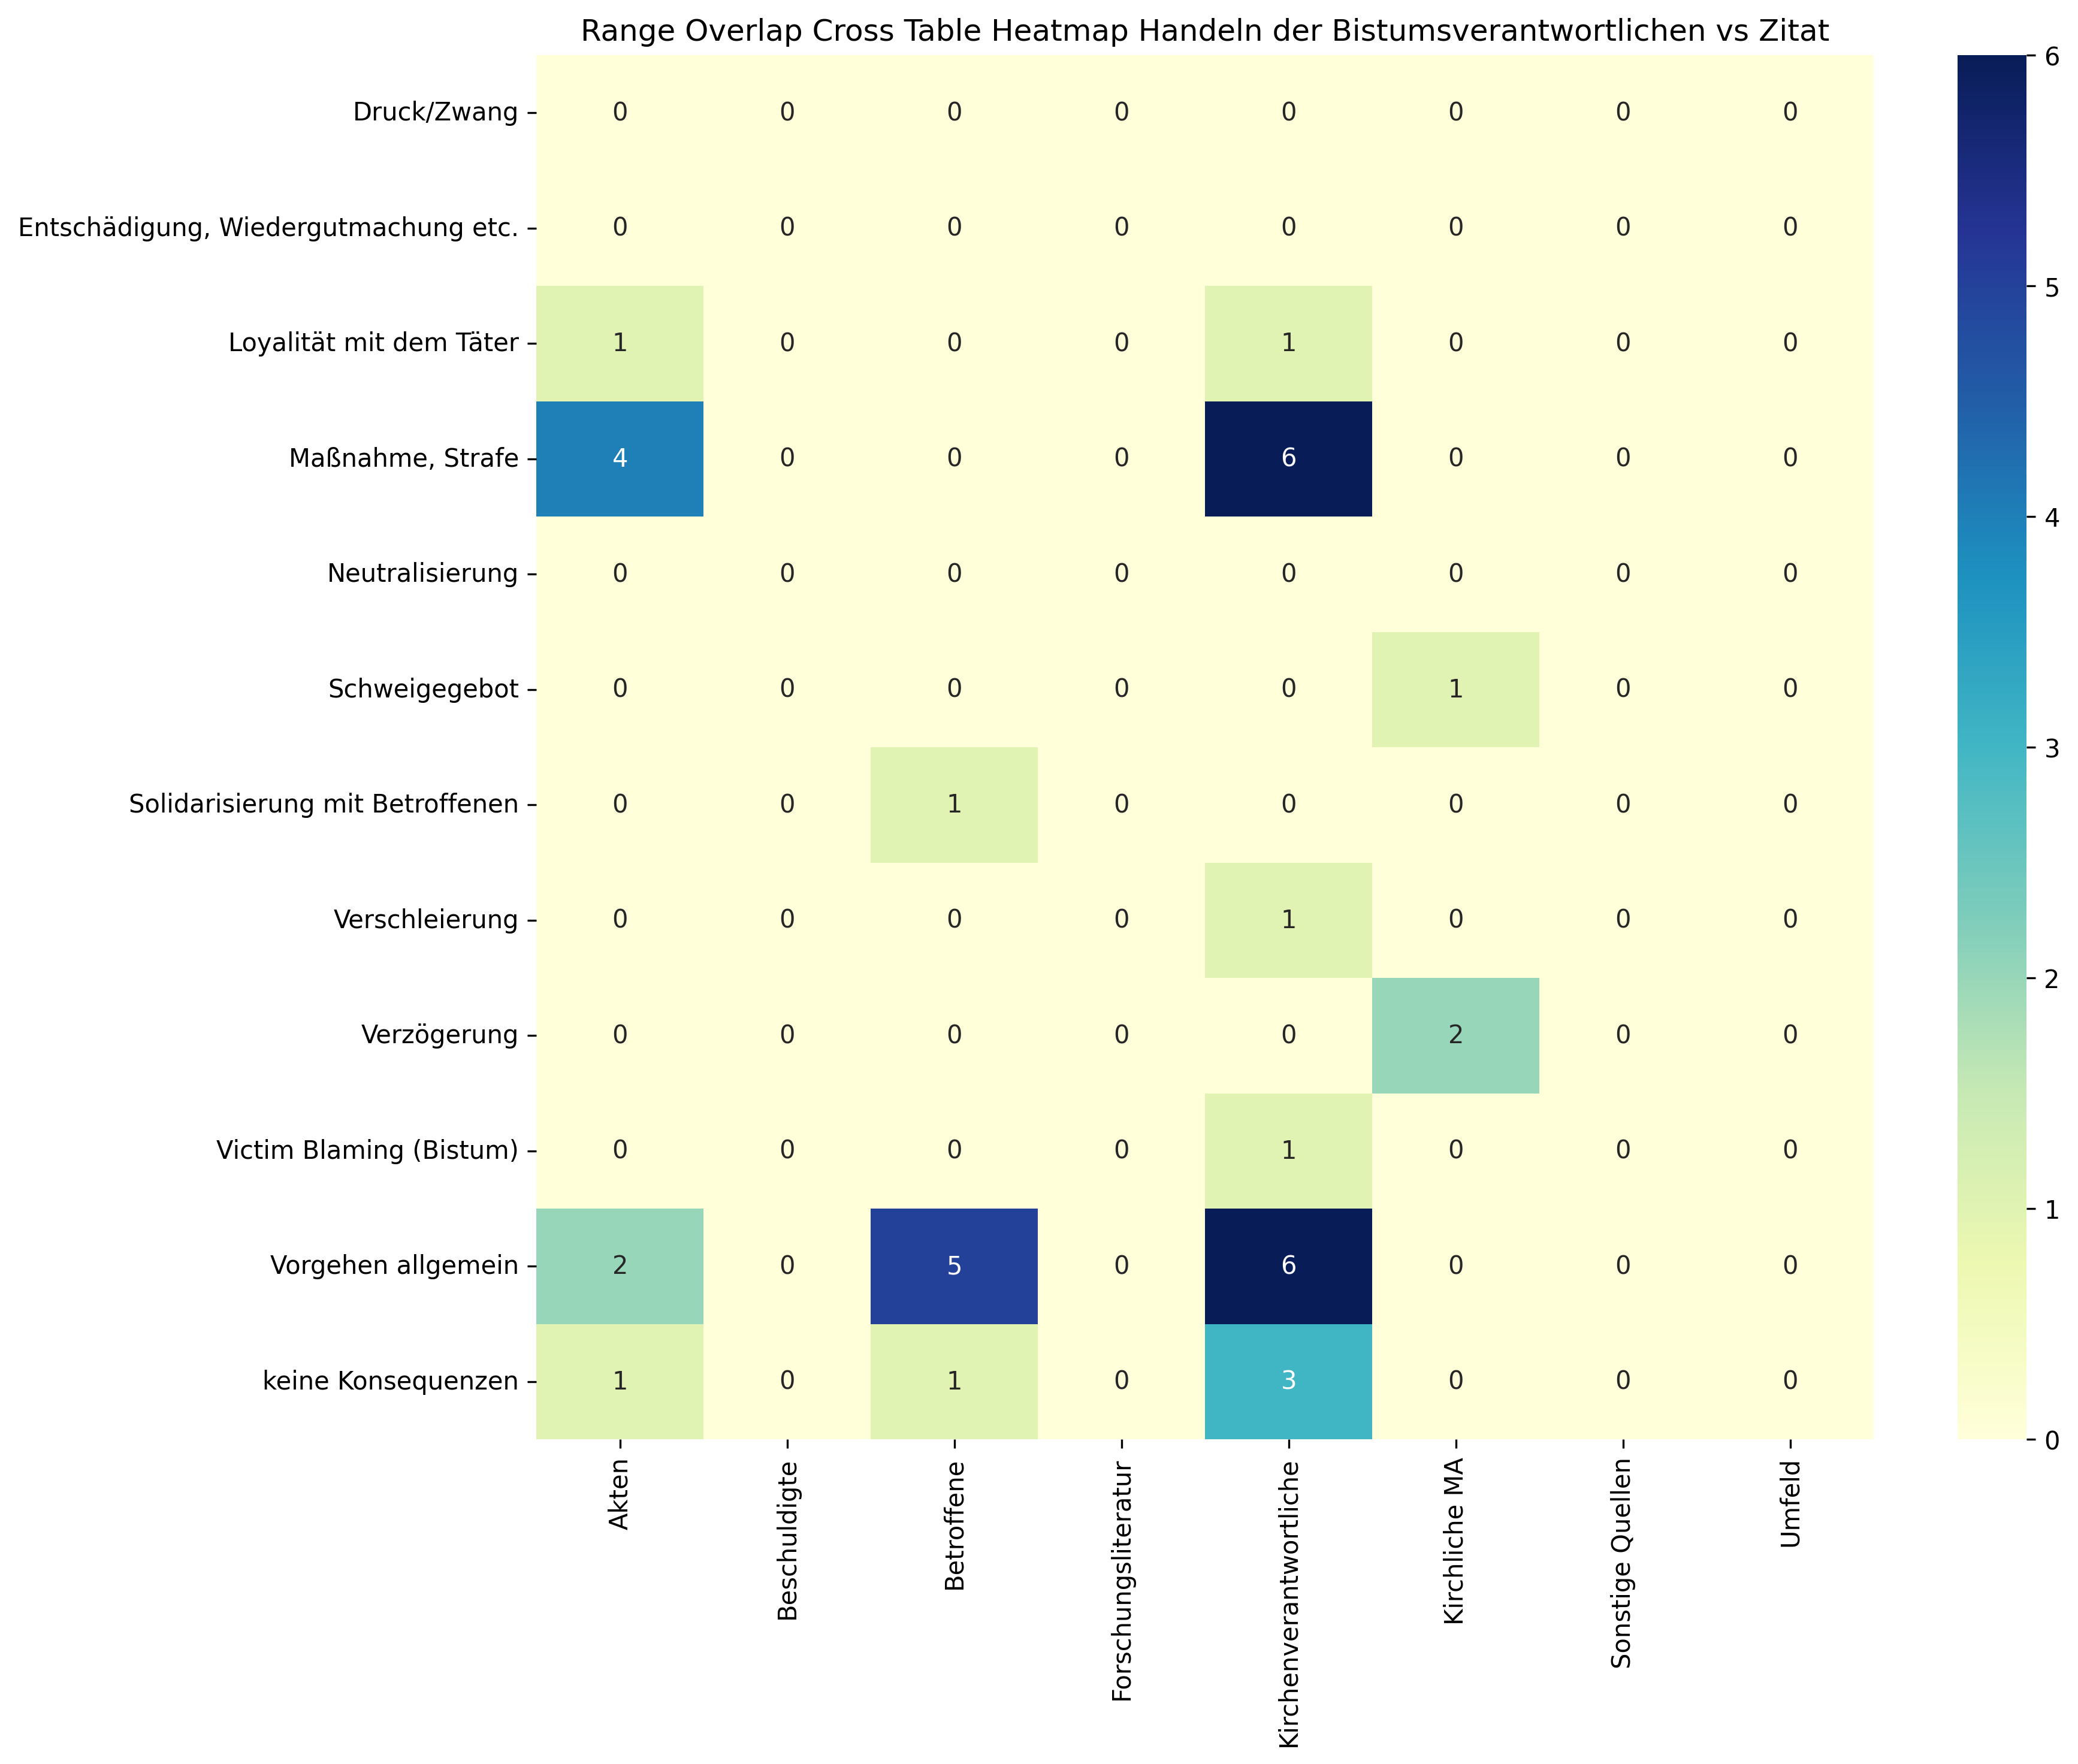 Range Overlap Cross Table Heatmap Handeln der Bistumsverantwortlichen vs Zitat
Druck/Zwang 0 0 0 0 0 0 0 0
Entschädigung, Wiedergutmachung etc. 0 0 0 0 0 0 0 0
Loyalität mit dem Täter 1 0 0 0 1 0 0 0
Maßnahme, Strafe 4 0 0 0 6 0 0 0
Neutralisierung 0 0 0 0 0 0 0 0
Schweigegebot 0 0 0 0 0 1 0 0
Solidarisierung mit Betroffenen 0 0 1 0 0 0 0 0
Verschleierung 0 0 0 0 1 0 0 0
Verzögerung 0 0 0 0 0 2 0 0
Victim Blaming (Bistum) 0 0 0 0 1 0 0 0
Vorgehen allgemein 2 0 5 0 6 0 0 0
keine Konsequenzen 1 0 1 0 3 0 0 0
Akten
Beschuldigte
Betroffene
Forschungsliteratur
Kirchenverantwortliche
Kirchliche MA
Sonstige Quellen
Umfeld
6
5
4
3
2
1
0